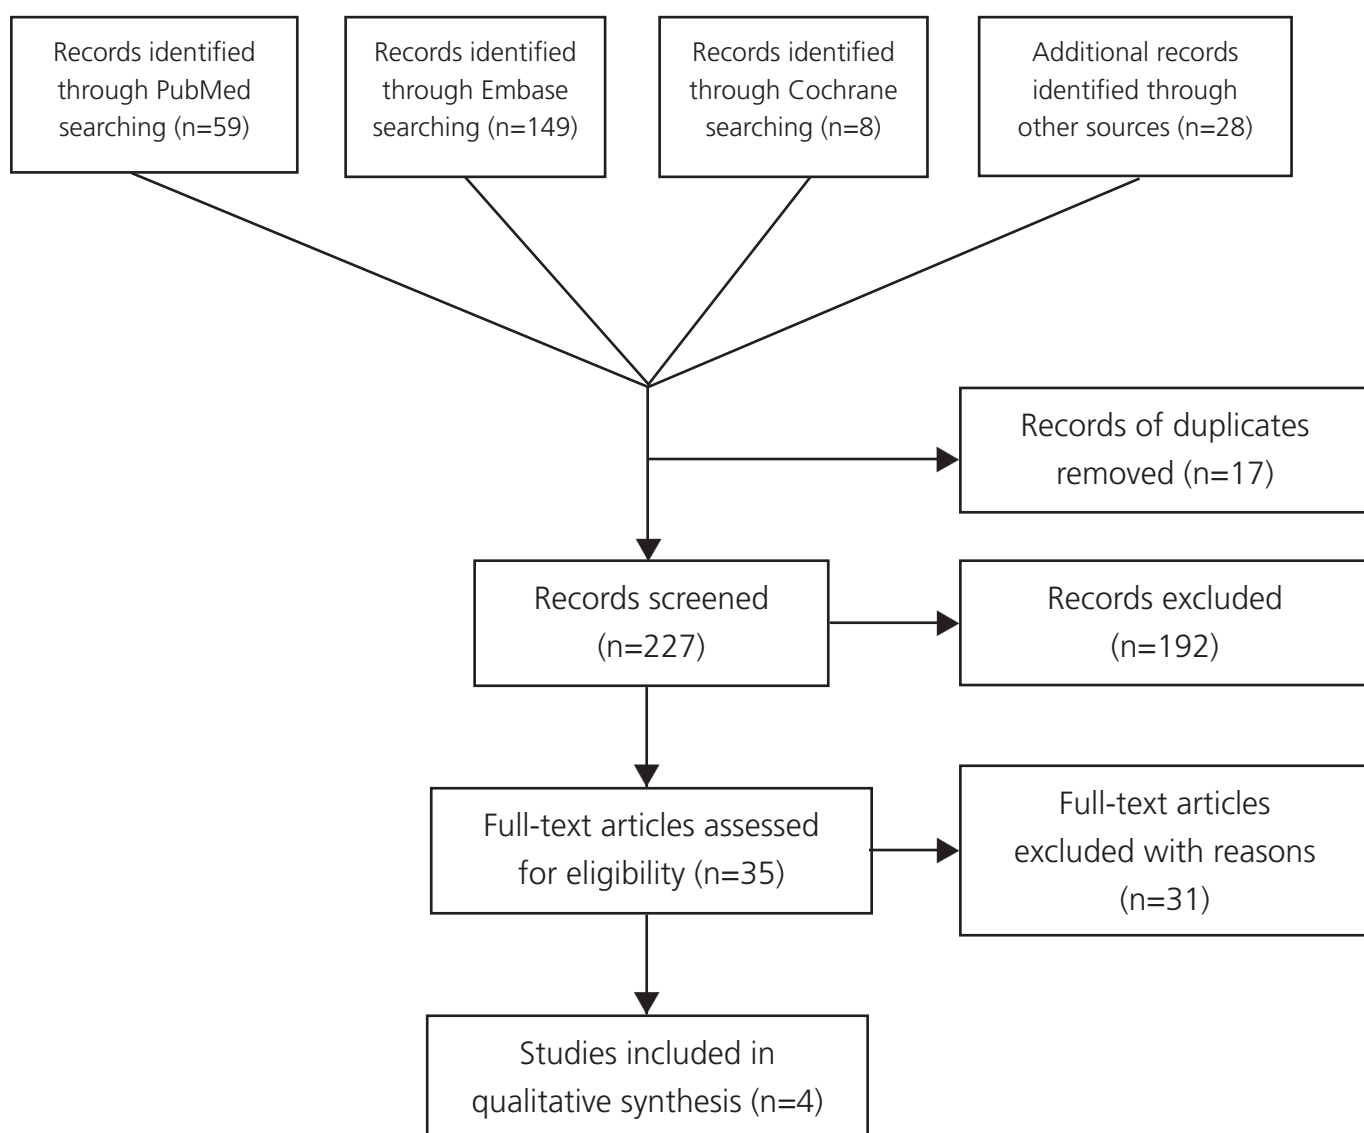 Records identified
through PubMed
searching (n=59)
Records identified
through Embase
searching (n=149)
Records identified
through Cochrane
searching (n=8)
Additional records
identified through
other sources (n=28)
Records of duplicates
removed (n=17)
Records screened
(n=227)
Records excluded
(n=192)
Full-text articles assessed
for eligibility (n=35)
Full-text articles
excluded with reasons
(n=31)
Studies included in
qualitative synthesis (n=4)